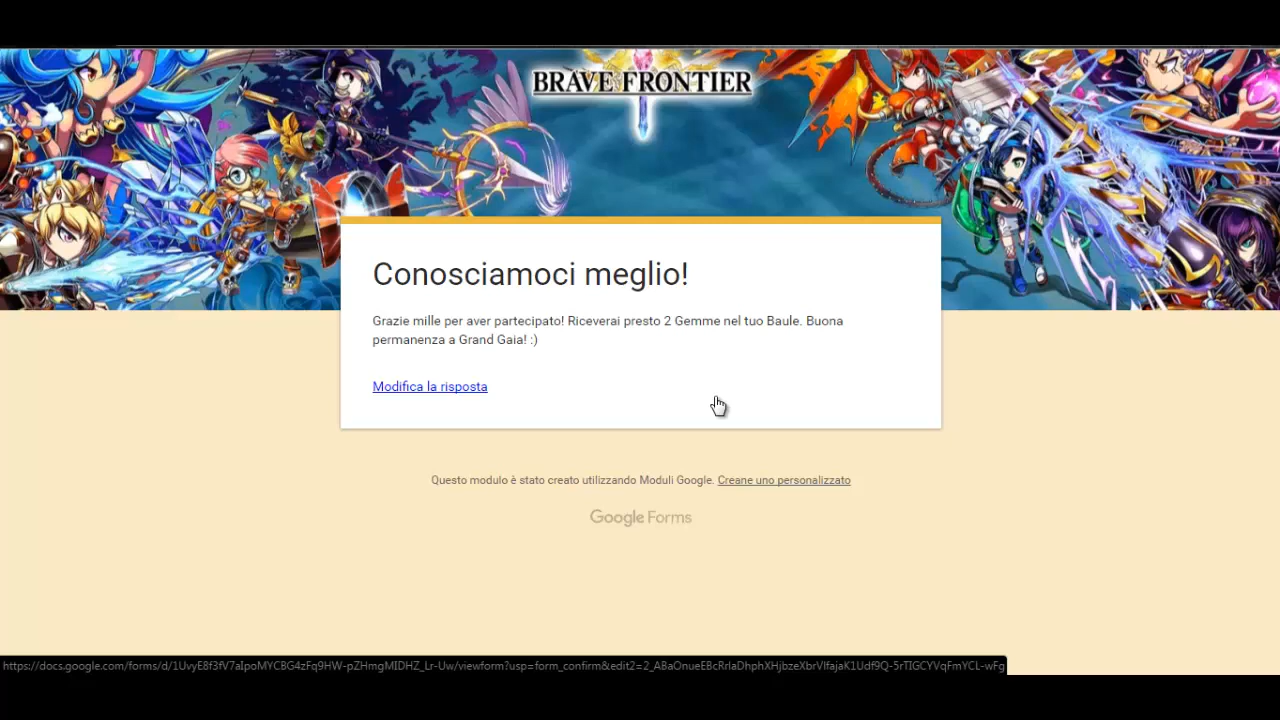 BRAVE FRONTIER
Conosciamoci meglio!
Grazie mille per aver partecipato! Riceverai presto 2 Gemme nel tuo Baule. Buona
permanenza a Grand Gaia! :)
Modifica la risposta
Questo modulo è stato creato utilizzando Moduli Google. Creane uno personalizzato
Google Forms